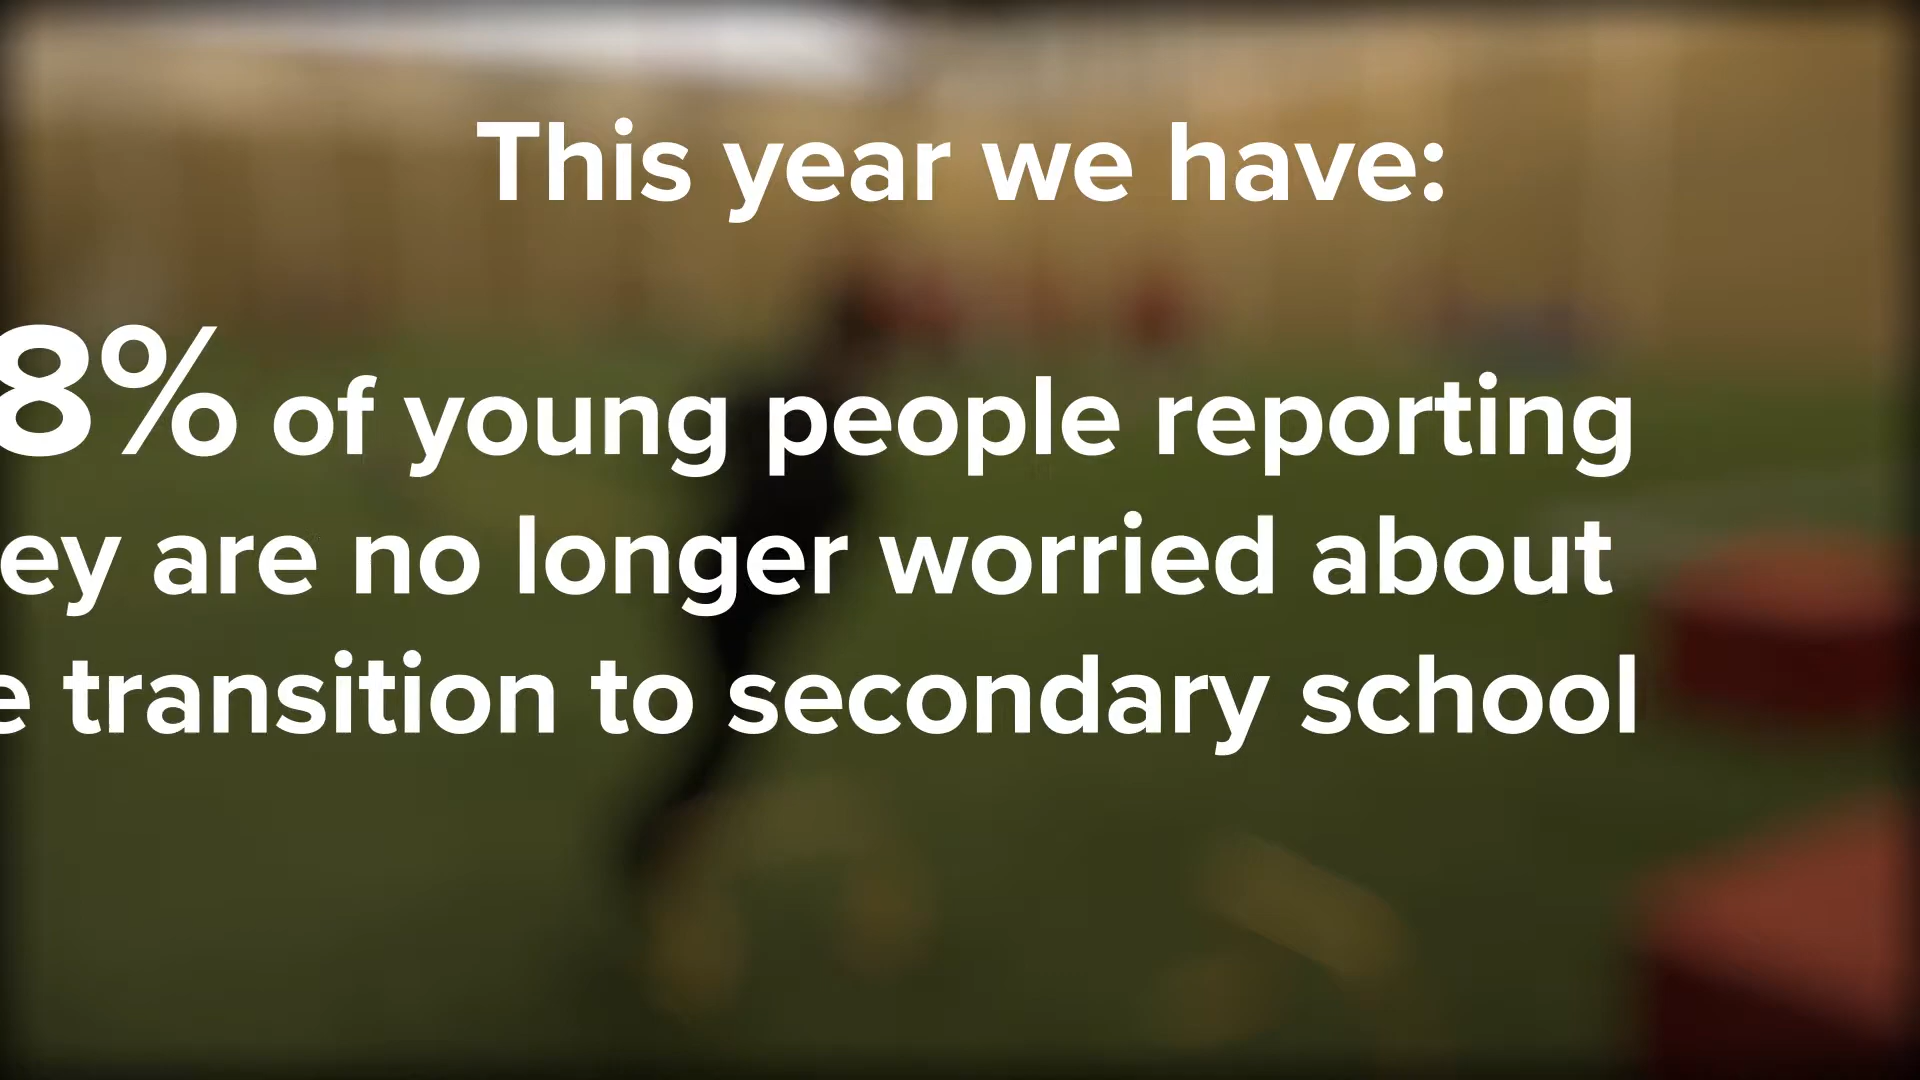 This year we have:
8% of young people reporting
ey are no longer worried about
e transition to secondary school